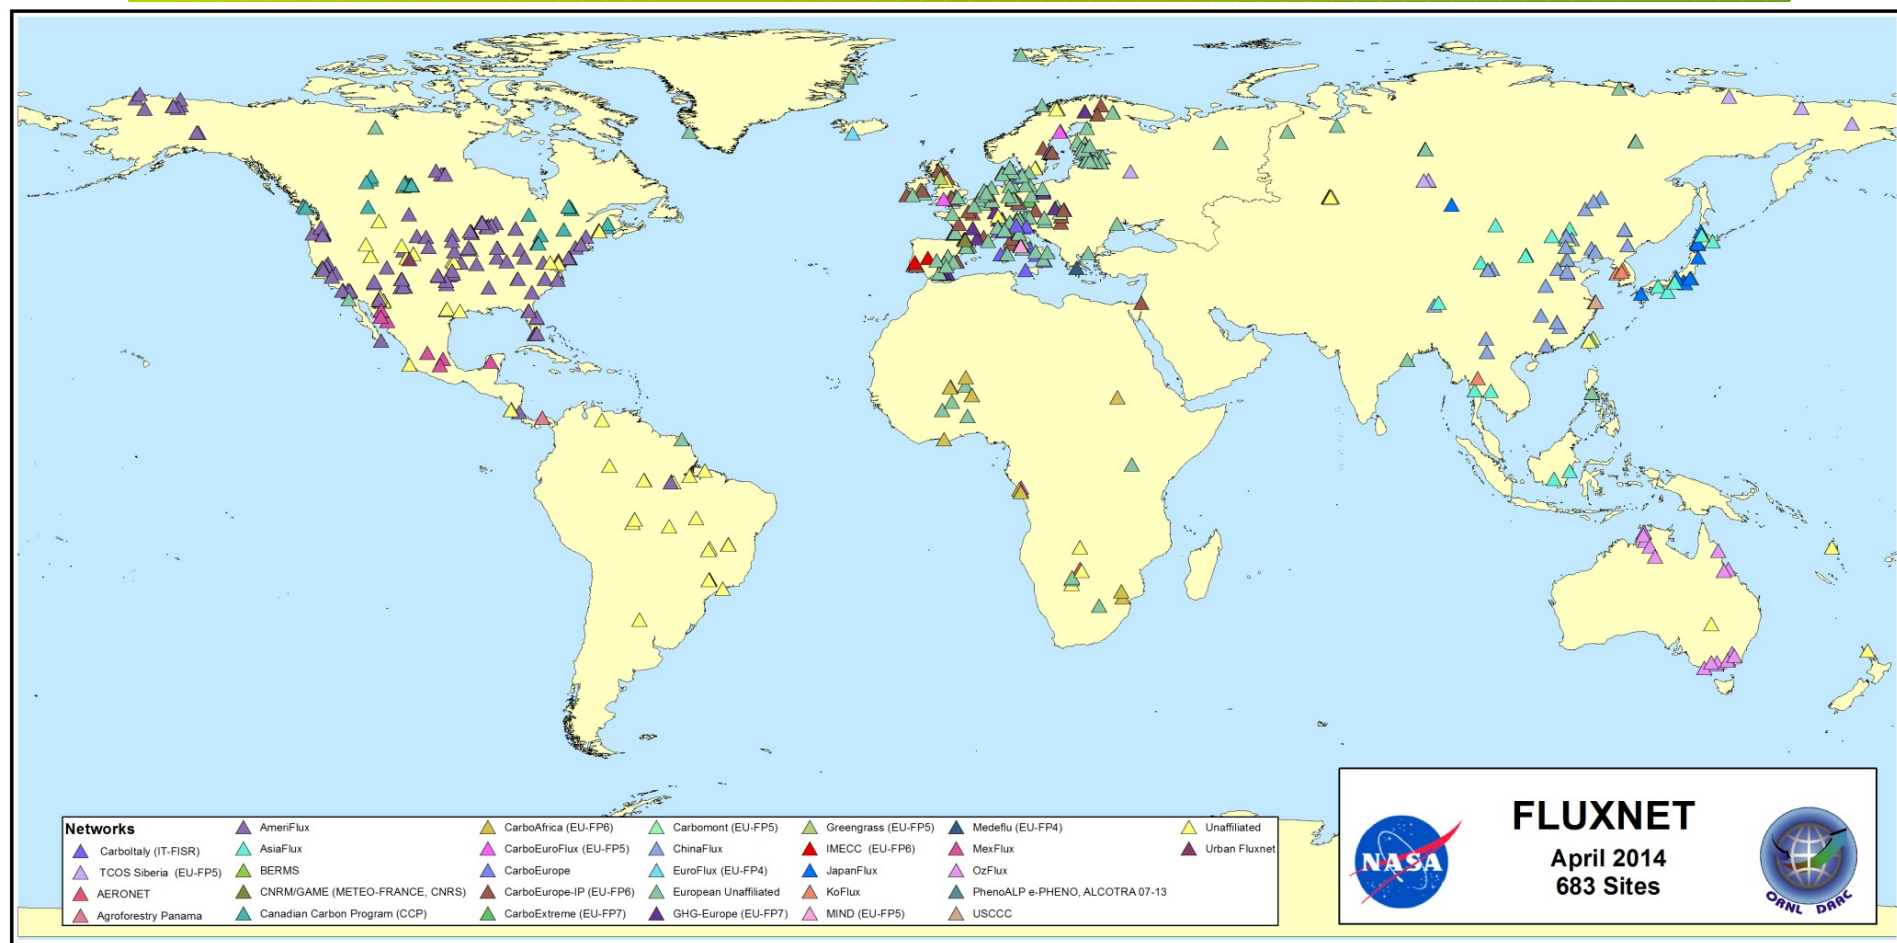 Networks
CarboItaly (IT-FISR)
TCOS Siberia (EU-FP5)
AERONET
Agroforestry Panama
AmeriFlux
AsiaFlux
BERMS
CNRM/GAME (METEO-FRANCE, CNRS)
Canadian Carbon Program (CCP)
CarboAfrica (EU-FP6)
CarboEuroFlux (EU-FP5)
CarboEurope
CarboEurope-IP (EU-FP6)
CarboExtreme (EU-FP7)
Carbomont (EU-FP5)
ChinaFlux
EuroFlux (EU-FP4)
European Unaffiliated
GHG-Europe (EU-FP7)
Greengrass (EU-FP5)
IMECC (EU-FP6)
JapanFlux
KoFlux
MIND (EU-FP5)
Medeflu (EU-FP4)
MexFlux
OzFlux
PhenoALP e-PHENO, ALCOTRA 07-13
USCCC
Unaffiliated
Urban Fluxnet
NASA
FLUXNET
April 2014
683 Sites
ORNL DAAC